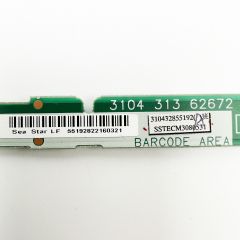 3104 313 62672
Sea Star LF 55192822160321
310432855192
SSTECM3080531
BARCODE AREA